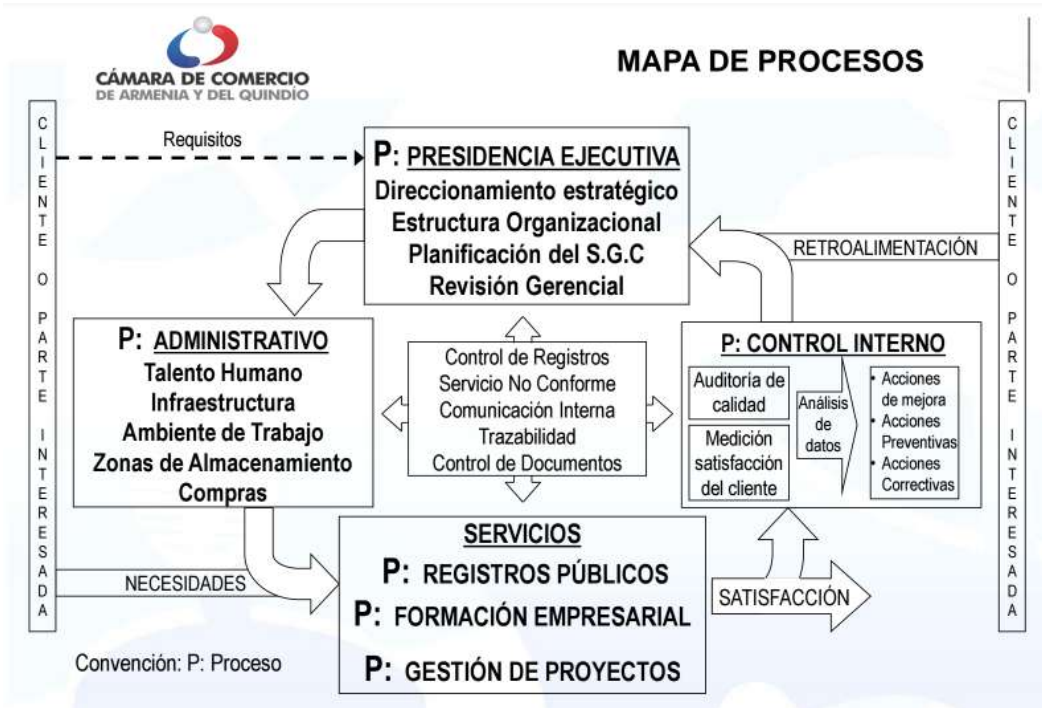 CÁMARA DE COMERCIO
DE ARMENIA Y DEL QUINDÍO
MAPA DE PROCESOS
CLIENTE O PARTE INTERESADA
Requisitos
P: PRESIDENCIA EJECUTIVA
Direccionamiento estratégico
Estructura Organizacional
Planificación del S.G.C
Revisión Gerencial
RETROALIMENTACIÓN
CLIENTE O PARTE INTERESADA
P: ADMINISTRATIVO
Talento Humano
Infraestructura
Ambiente de Trabajo
Zonas de Almacenamiento
Compras
Control de Registros
Servicio No Conforme
Comunicación Interna
Trazabilidad
Control de Documentos
P: CONTROL INTERNO
Auditoría de
calidad
Medición
satisfacción
del cliente
Análisis
de
datos
• Acciones
de mejora
• Acciones
Preventivas
• Acciones
Correctivas
NECESIDADES
SERVICIOS
P: REGISTROS PÚBLICOS
P: FORMACIÓN EMPRESARIAL
P: GESTIÓN DE PROYECTOS
SATISFACCIÓN
Convención: P: Proceso